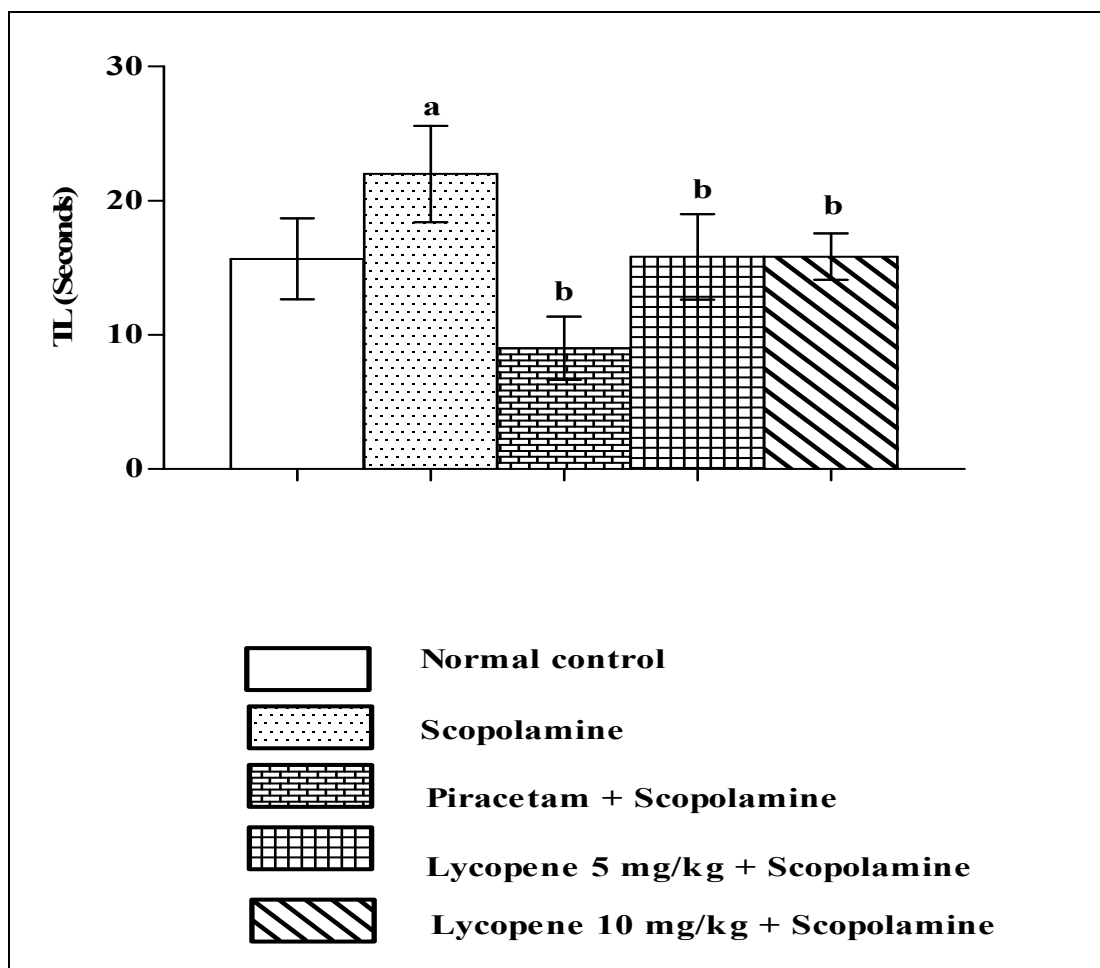 30
a
b
b
20
TL (Seconds)
b
10
0
Normal control
Scopolamine
Piracetam + Scopolamine
Lycopene 5 mg/kg + Scopolamine
Lycopene 10 mg/kg + Scopolamine